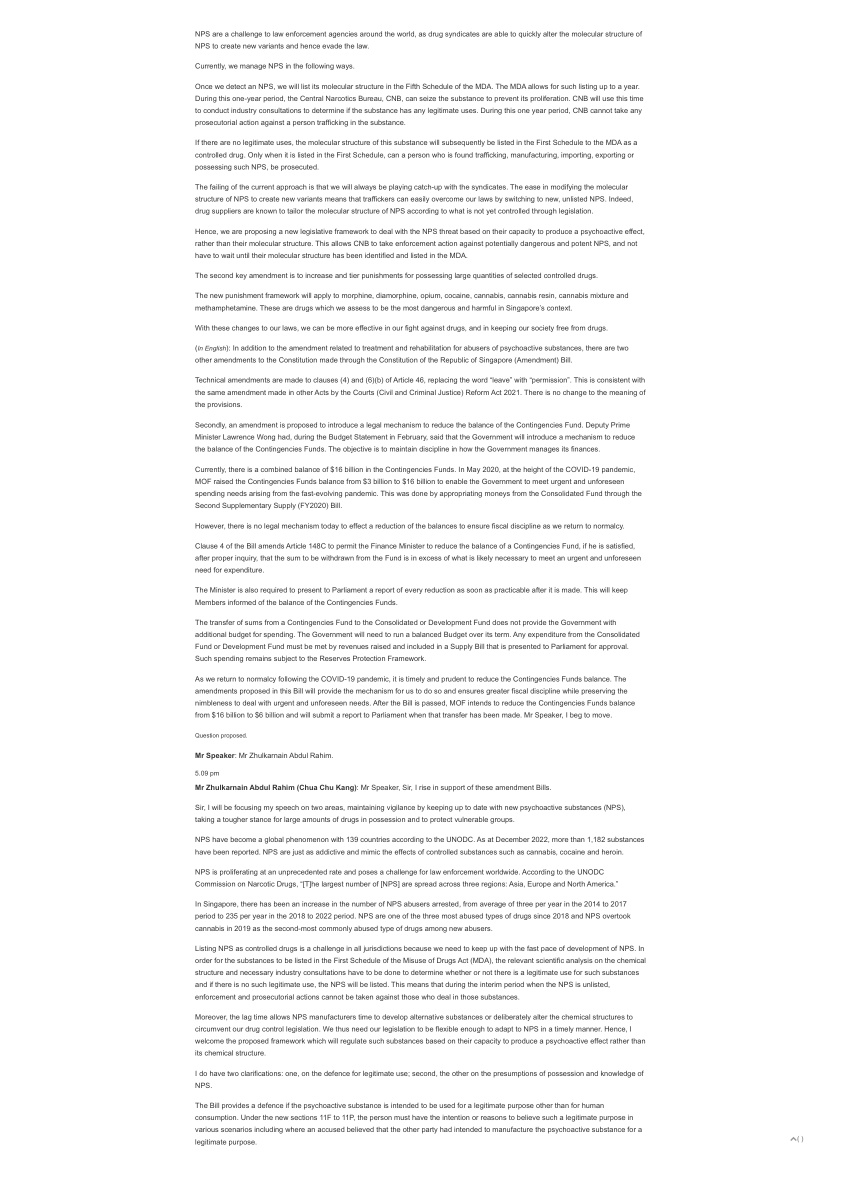 NPS are a challenge to law enforcement agencies around the world, as drug syndicates are able to quickly alter the molecular structure of
NPS to create new variants and hence evade the law.
Currently, we manage NPS in the following ways.
Once we detect an NPS, we will list its molecular structure in the Fifth Schedule of the MDA. The MDA allows for such listing up to a year.
During this one-year period, the Central Narcotics Bureau, CNB, can seize the substance to prevent its proliferation. CNB will use this time
to conduct industry consultations to determine if the substance has any legitimate uses. During this one year period, CNB cannot take any
prosecutorial action against a person trafficking in the substance.
If there are no legitimate uses, the molecular structure of this substance will subsequently be listed in the First Schedule to the MDA as a
controlled drug. Only when it is listed in the First Schedule, can a person who is found trafficking, manufacturing, importing, exporting or
possessing such NPS, be prosecuted.
The failing of the current approach is that we will always be playing catch-up with the syndicates. The ease in modifying the molecular
structure of NPS to create new variants means that traffickers can easily overcome our laws by switching to new, unlisted NPS. Indeed,
drug suppliers are known to tailor the molecular structure of NPS according to what is not yet controlled through legislation.
Hence, we are proposing a new legislative framework to deal with the NPS threat based on their capacity to produce a psychoactive effect,
rather than their molecular structure. This allows CNB to take enforcement action against potentially dangerous and potent NPS, and not
have to wait until their molecular structure has been identified and listed in the MDA.
The second key amendment is to increase and tier punishments for possessing large quantities of selected controlled drugs.
The new punishment framework will apply to morphine, diamorphine, opium, cocaine, cannabis, cannabis resin, cannabis mixture and
methamphetamine. These are drugs which we assess to be the most dangerous and harmful in Singapore's context.
With these changes to our laws, we can be more effective in our fight against drugs, and in keeping our society free from drugs.
(In English): In addition to the amendment related to treatment and rehabilitation for abusers of psychoactive substances, there are two
other amendments to the Constitution made through the Constitution of the Republic of Singapore (Amendment) Bill.
Technical amendments are made to clauses (4) and (6)(b) of Article 46, replacing the word "leave" with "permission". This is consistent with
the same amendment made in other Acts by the Courts (Civil and Criminal Justice) Reform Act 2021. There is no change to the meaning of
the provisions.
Secondly, an amendment is proposed to introduce a legal mechanism to reduce the balance of the Contingencies Fund. Deputy Prime
Minister Lawrence Wong had, during the Budget Statement in February, said that the Government will introduce a mechanism to reduce
the balance of the Contingencies Funds. The objective is to maintain discipline in how the Government manages its finances.
Currently, there is a combined balance of $16 billion in the Contingencies Funds. In May 2020, at the height of the COVID-19 pandemic,
MOF raised the Contingencies Funds balance from $3 billion to $16 billion to enable the Government to meet urgent and unforeseen
spending needs arising from the fast-evolving pandemic. This was done by appropriating moneys from the Consolidated Fund through the
Second Supplementary Supply (FY2020) Bill.
However, there is no legal mechanism today to effect a reduction of the balances to ensure fiscal discipline as we return to normalcy.
Clause 4 of the Bill amends Article 148C to permit the Finance Minister to reduce the balance of a Contingencies Fund, if he is satisfied,
after proper inquiry, that the sum to be withdrawn from the Fund is in excess of what is likely necessary to meet an urgent and unforeseen
need for expenditure.
The Minister is also required to present to Parliament a report of every reduction as soon as practicable after it is made. This will keep
Members informed of the balance of the Contingencies Funds.
The transfer of sums from a Contingencies Fund to the Consolidated or Development Fund does not provide the Government with
additional budget for spending. The Government will need to run a balanced Budget over its term. Any expenditure from the Consolidated
Fund or Development Fund must be met by revenues raised and included in a Supply Bill that is presented to Parliament for approval.
Such spending remains subject to the Reserves Protection Framework.
As we return to normalcy following the COVID-19 pandemic, it is timely and prudent to reduce the Contingencies Funds balance. The
amendments proposed in this Bill will provide the mechanism for us to do so and ensures greater fiscal discipline while preserving the
nimbleness to deal with urgent and unforeseen needs. After the Bill is passed, MOF intends to reduce the Contingencies Funds balance
from $16 billion to $6 billion and will submit a report to Parliament when that transfer has been made. Mr Speaker, I beg to move.
Question proposed.
Mr Speaker: Mr Zhulkarnain Abdul Rahim.
5.09 pm
Mr Zhulkarnain Abdul Rahim (Chua Chu Kang): Mr Speaker, Sir, I rise in support of these amendment Bills.
Sir, I will be focusing my speech on two areas, maintaining vigilance by keeping up to date with new psychoactive substances (NPS),
taking a tougher stance for large amounts of drugs in possession and to protect vulnerable groups.
NPS have become a global phenomenon with 139 countries according to the UNODC. As at December 2022, more than 1,182 substances
have been reported. NPS are just as addictive and mimic the effects of controlled substances such as cannabis, cocaine and heroin.
NPS is proliferating at an unprecedented rate and poses a challenge for law enforcement worldwide. According to the UNODC
Commission on Narcotic Drugs, "[T]he largest number of [NPS] are spread across three regions: Asia, Europe and North America."
In Singapore, there has been an increase in the number of NPS abusers arrested, from average of three per year in the 2014 to 2017
period to 235 per year in the 2018 to 2022 period. NPS are one of the three most abused types of drugs since 2018 and NPS overtook
cannabis in 2019 as the second-most commonly abused type of drugs among new abusers.
Listing NPS as controlled drugs is a challenge in all jurisdictions because we need to keep up with the fast pace of development of NPS. In
order for the substances to be listed in the First Schedule of the Misuse of Drugs Act (MDA), the relevant scientific analysis on the chemical
structure and necessary industry consultations have to be done to determine whether or not there is a legitimate use for such substances
and if there is no such legitimate use, the NPS will be listed. This means that during the interim period when the NPS is unlisted,
enforcement and prosecutorial actions cannot be taken against those who deal in those substances.
Moreover, the lag time allows NPS manufacturers time to develop alternative substances or deliberately alter the chemical structures to
circumvent our drug control legislation. We thus need our legislation to be flexible enough to adapt to NPS in a timely manner. Hence, I
welcome the proposed framework which will regulate such substances based on their capacity to produce a psychoactive effect rather than
its chemical structure.
I do have two clarifications: one, on the defence for legitimate use; second, the other on the presumptions of possession and knowledge of
NPS.
The Bill provides a defence if the psychoactive substance is intended to be used for a legitimate purpose other than for human
consumption. Under the new sections 11F to 11P, the person must have the intention or reasons to believe such a legitimate purpose in
various scenarios including where an accused believed that the other party had intended to manufacture the psychoactive substance for a
legitimate purpose.